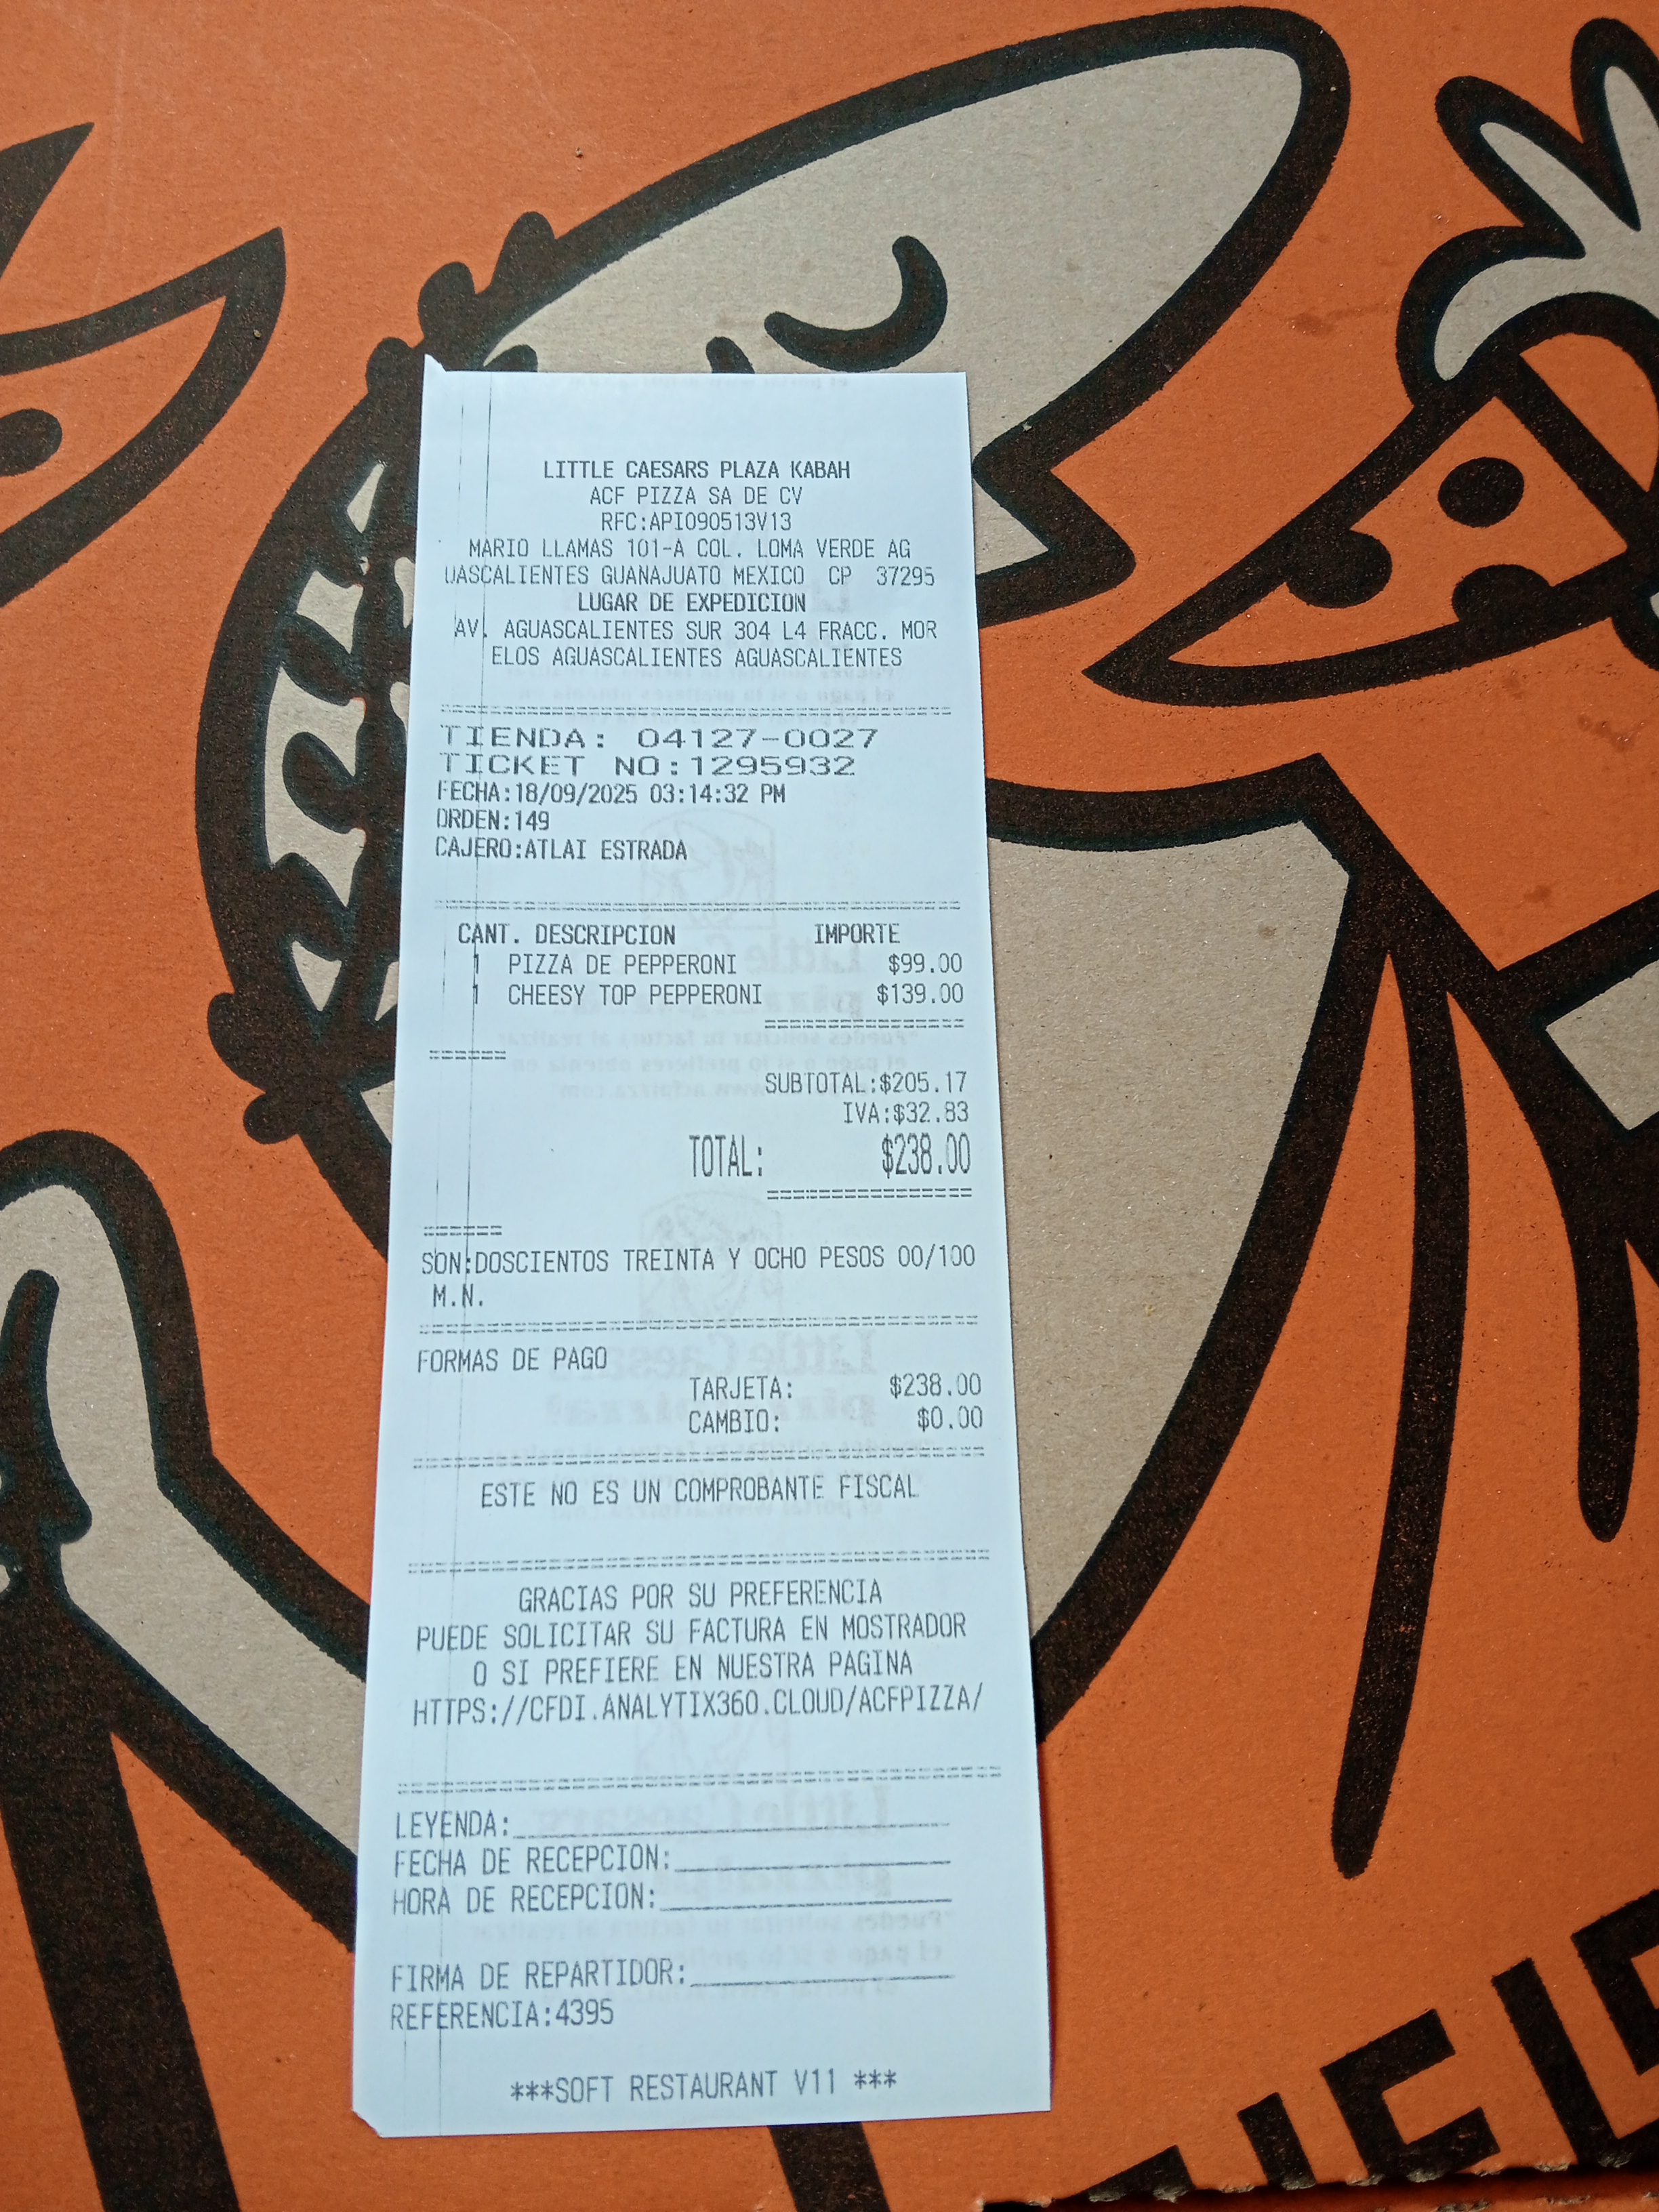 LITTLE CAESARS PLAZA KABAH
ACF PIZZA SA DE CV
RFC:API090513V13
MARIO LLAMAS 101-A COL. LOMA VERDE AG
UASCALIENTES GUANAJUATO MEXICO CP 37295
LUGAR DE EXPEDICION
AV. AGUASCALIENTES SUR 304 L4 FRACC. MOR
ELOS AGUASCALIENTES AGUASCALIENTES
TIENDA: 04127-0027
TICKET NO:1295932
FECHA:18/09/2025 03:14:32 PM
ORDEN:149
CAJERO:ATLAI ESTRADA
CANT. DESCRIPCION IMPORTE
1 PIZZA DE PEPPERONI $99.00
1 CHEESY TOP PEPPERONI $139.00
SUBTOTAL:$205.17
IVA:$32.83
TOTAL: $238.00
SON:DOSCIENTOS TREINTA Y OCHO PESOS 00/100
M.N.
FORMAS DE PAGO
TARJETA: $238.00
CAMBIO: $0.00
ESTE NO ES UN COMPROBANTE FISCAL
GRACIAS POR SU PREFERENCIA
PUEDE SOLICITAR SU FACTURA EN MOSTRADOR
O SI PREFIERE EN NUESTRA PAGINA
HTTPS://CFDI.ANALYTIX360.CLOUD/ACFPIZZA/
LEYENDA:
FECHA DE RECEPCION:
HORA DE RECEPCION:
FIRMA DE REPARTIDOR:
REFERENCIA:4395
***SOFT RESTAURANT V11 ***